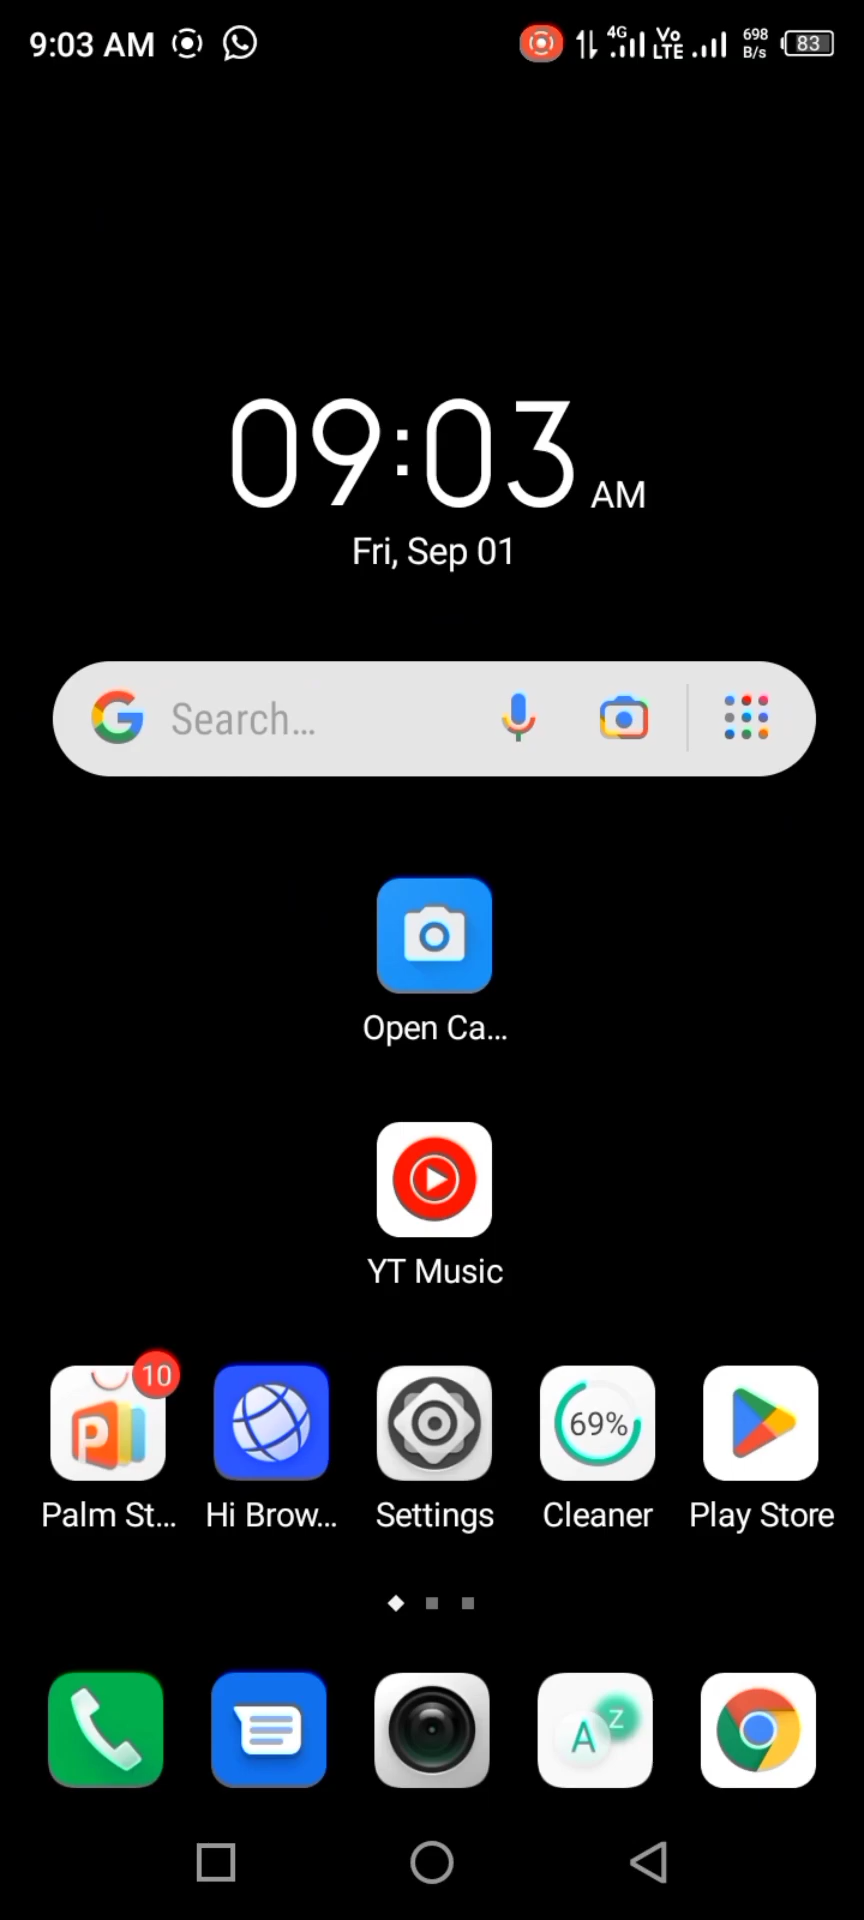 9:03 AM 4G Vo LTE 698 B/s 83
09:03 AM
Fri, Sep 01
Search...
Open Ca...
YT Music
10
69%
Palm St... Hi Brow... Settings Cleaner Play Store
A Z